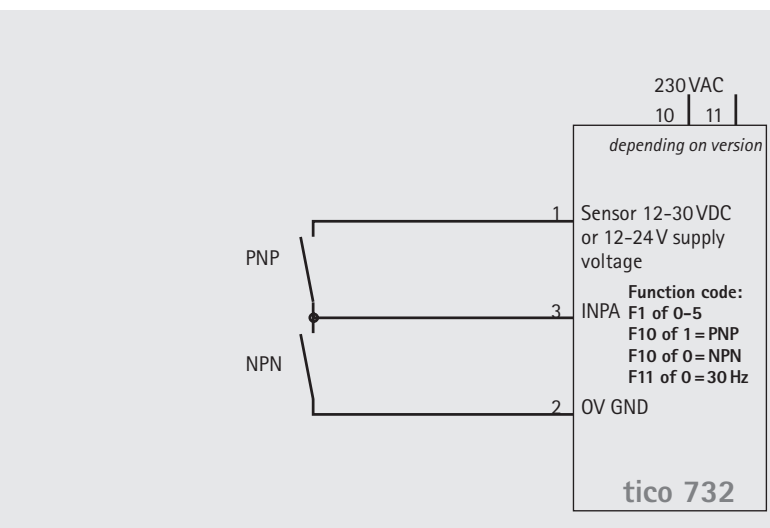 230 VAC
10 11
depending on version
1 Sensor 12-30 VDC
or 12-24 V supply
voltage
PNP
Function code:
3 INPA F1 of 0-5
F10 of 1 = PNP
F10 of 0 = NPN
F11 of 0 = 30 Hz
NPN
2 OV GND
tico 732